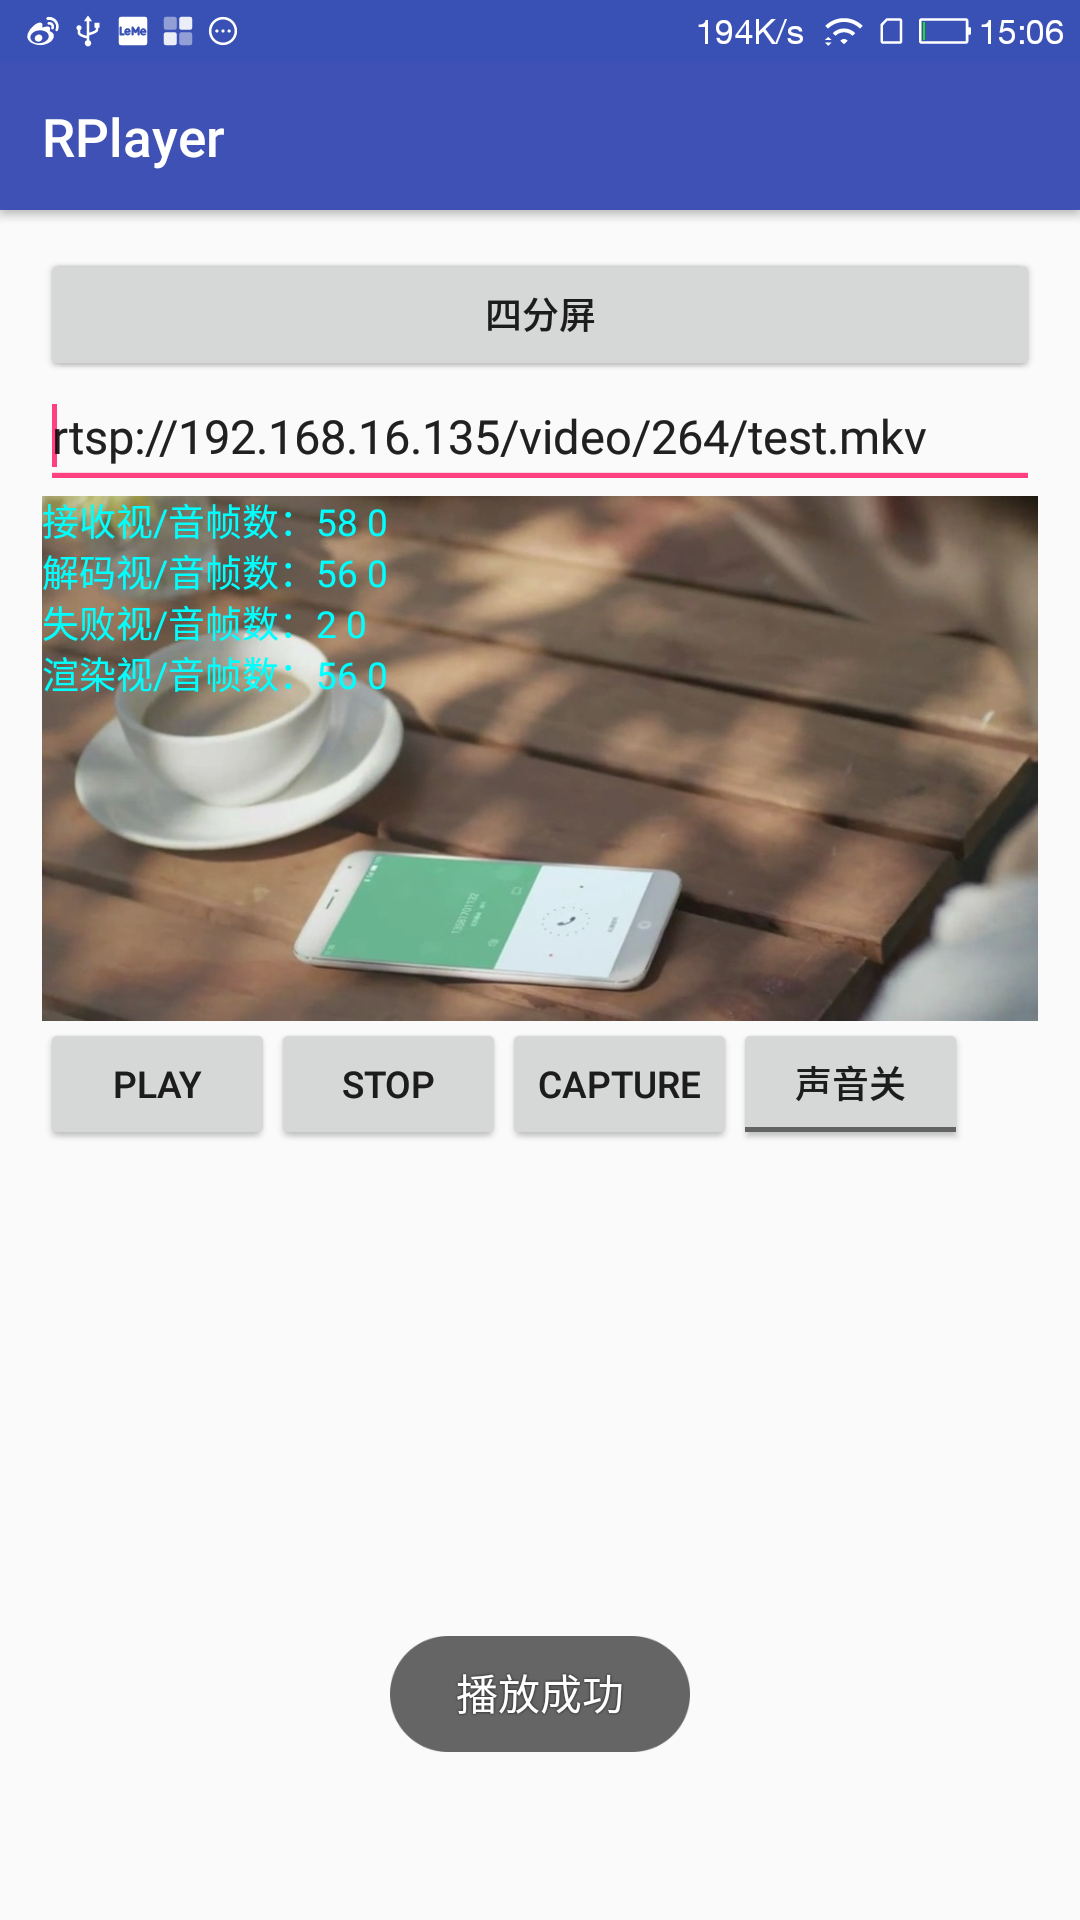 LeMe 194K/s 15:06
RPlayer
四分屏
rtsp://192.168.16.135/video/264/test.mkv
接收视/音帧数：58 0
解码视/音帧数：56 0
失败视/音帧数：2 0
渲染视/音帧数：56 0
PLAY STOP CAPTURE 声音关
播放成功